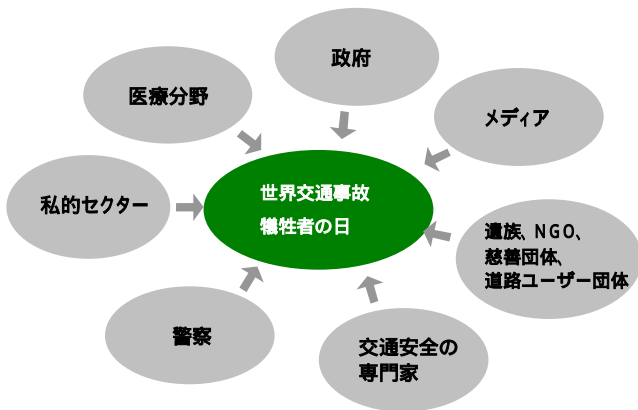 政府
医療分野
メディア
私的セクター
世界交通事故
犠牲者の日
遺族、NGO、
慈善団体、
道路ユーザー団体
警察
交通安全の
専門家